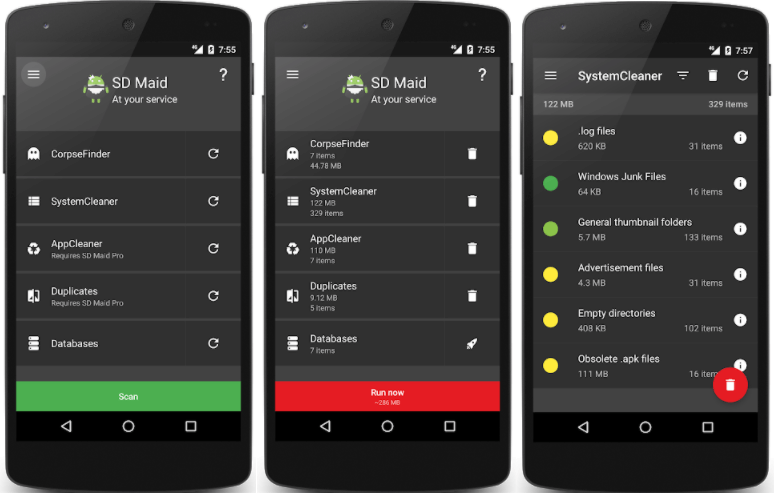 4G 7:55
SD Maid
At your service
?
CorpseFinder
SystemCleaner
AppCleaner
Requires SD Maid Pro
Duplicates
Requires SD Maid Pro
Databases
Scan
4G 7:55
SD Maid
At your service
?
CorpseFinder
7 items
44.78 MB
SystemCleaner
122 MB
329 items
AppCleaner
110 MB
7 items
Duplicates
9.12 MB
5 items
Databases
7 items
Run now
~286 MB
4G 7:57
SystemCleaner
122 MB 329 items
.log files
620 KB 31 items
Windows Junk Files
64 KB 16 items
General thumbnail folders
5.7 MB 133 items
Advertisement files
4.3 MB 31 items
Empty directories
408 KB 102 items
Obsolete .apk files
111 MB 16 item